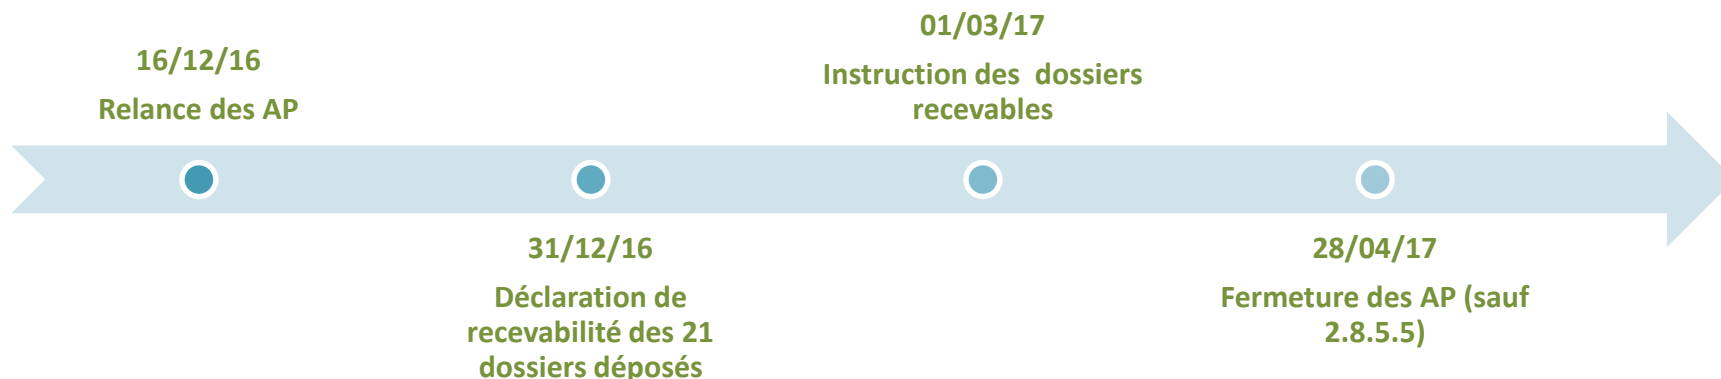 16/12/16
Relance des AP
31/12/16
Déclaration de
recevabilité des 21
dossiers déposés
01/03/17
Instruction des  dossiers
recevables
28/04/17
Fermeture des AP (sauf
2.8.5.5)